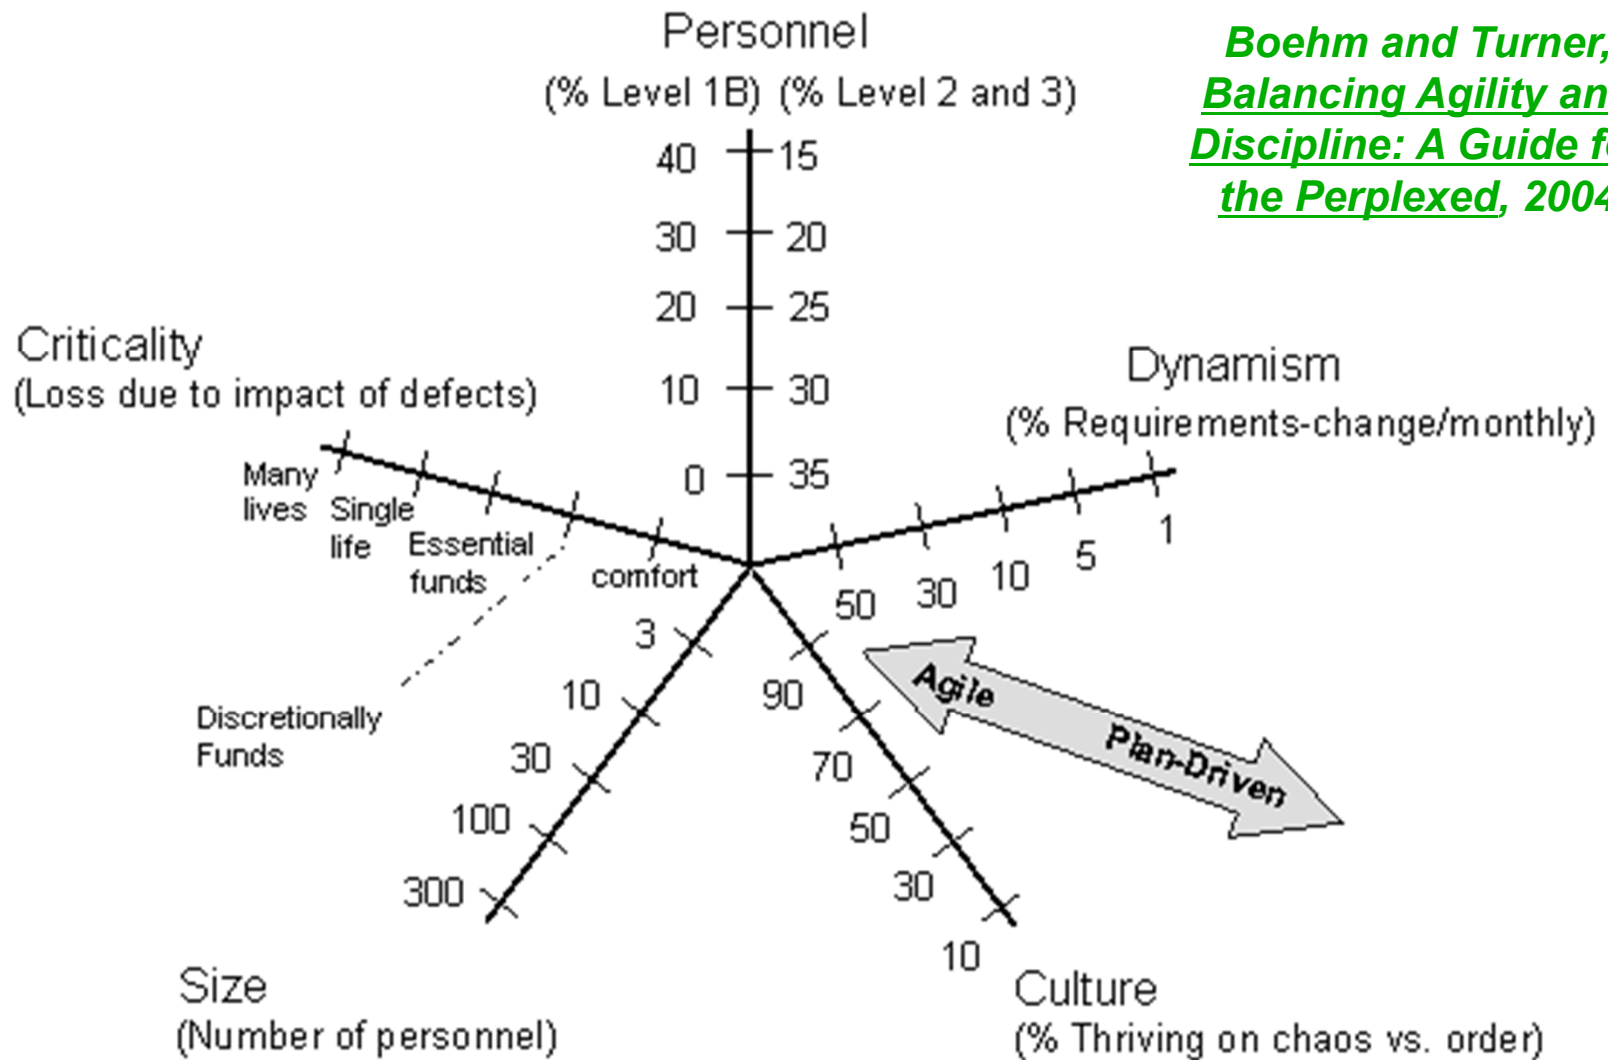 Personnel
(% Level 1B) (% Level 2 and 3)
Boehm and Turner,
Balancing Agility an
Discipline: A Guide f
the Perplexed, 2004
40 15
30 20
20 25
10 30
0 35
Criticality
(Loss due to impact of defects)
Many
lives
Single
life
Essential
funds
comfort
Discretionally
Funds
Dynamism
(% Requirements-change/monthly)
50 30 10 5 1
3
10
30
100
300
90
70
50
30
10
Agile
Plan-Driven
Size
(Number of personnel)
Culture
(% Thriving on chaos vs. order)